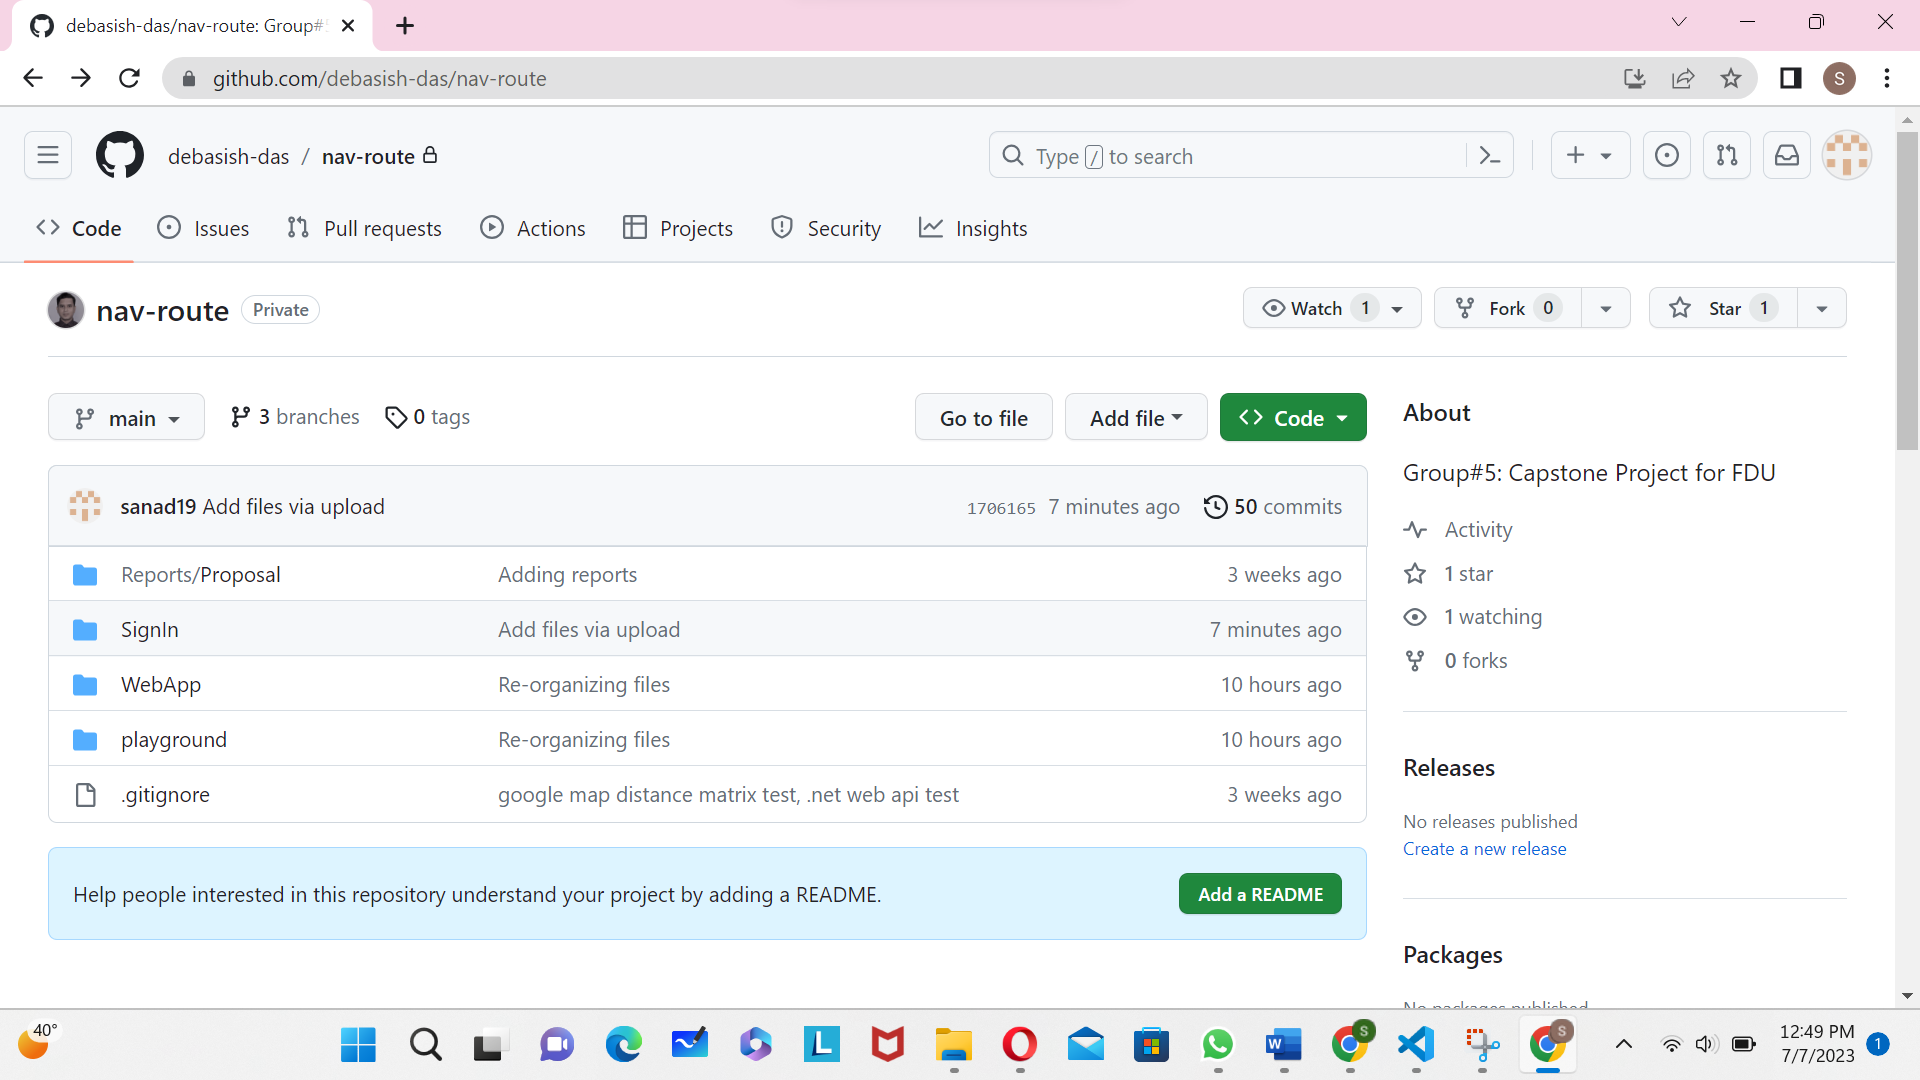 debasish-das/nav-route: Group#
github.com/debasish-das/nav-route
S
debasish-das / nav-route
Type / to search
Code
Issues
Pull requests
Actions
Projects
Security
Insights
nav-route Private
Watch 1
Fork 0
Star 1
main
3 branches
0 tags
Go to file
Add file
Code
About
Group#5: Capstone Project for FDU
Activity
1 star
1 watching
0 forks
sanad19 Add files via upload 1706165 7 minutes ago 50 commits
Reports/Proposal Adding reports 3 weeks ago
SignIn Add files via upload 7 minutes ago
WebApp Re-organizing files 10 hours ago
playground Re-organizing files 10 hours ago
.gitignore google map distance matrix test, .net web api test 3 weeks ago
Help people interested in this repository understand your project by adding a README.
Add a README
Releases
No releases published
Create a new release
Packages
No packages published
40°
L
W
S
S
12:49 PM
7/7/2023
1